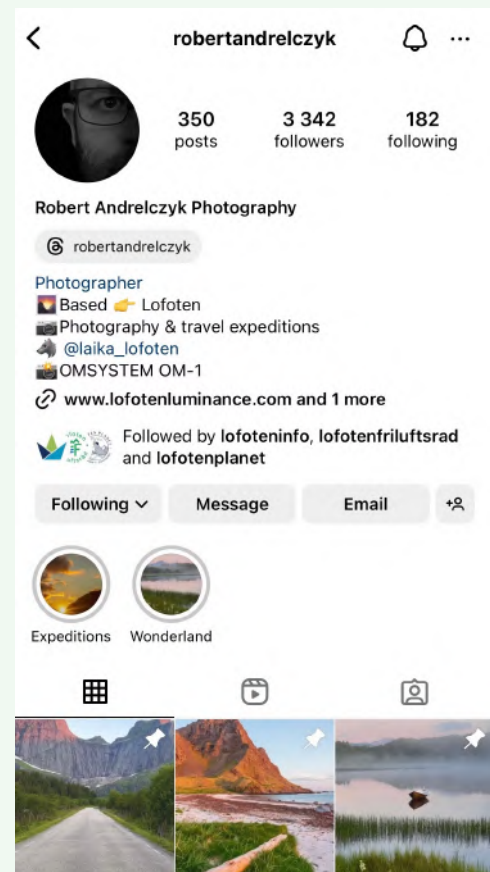 robertandrelczyk
350 3 342 182
posts followers following
Robert Andrelczyk Photography
robertandrelczyk
Photographer
🌄Based 👉 Lofoten
📷Photography & travel expeditions
🐺 @laika_lofoten
📸OMSYSTEM OM-1
www.lofotenluminance.com and 1 more
Followed by lofoteninfo, lofotenfriluftsrad
and lofotenplanet
Following Message Email
Expeditions Wonderland